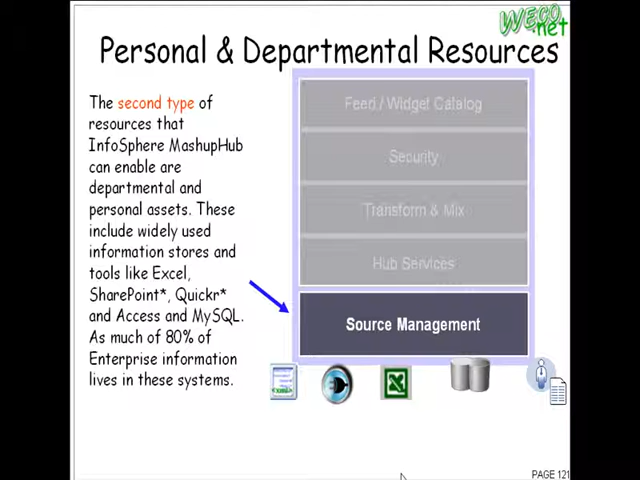 WECO
.net
Personal & Departmental Resources
The second type of
resources that
InfoSphere MashupHub
can enable are
departmental and
personal assets. These
include widely used
information stores and
tools like Excel,
SharePoint*, Quickr*
and Access and MySQL.
As much of 80% of
Enterprise information
lives in these systems.
Feed / Widget Catalog
Security
Transform & Mix
Hub Services
Source Management
PAGE 121